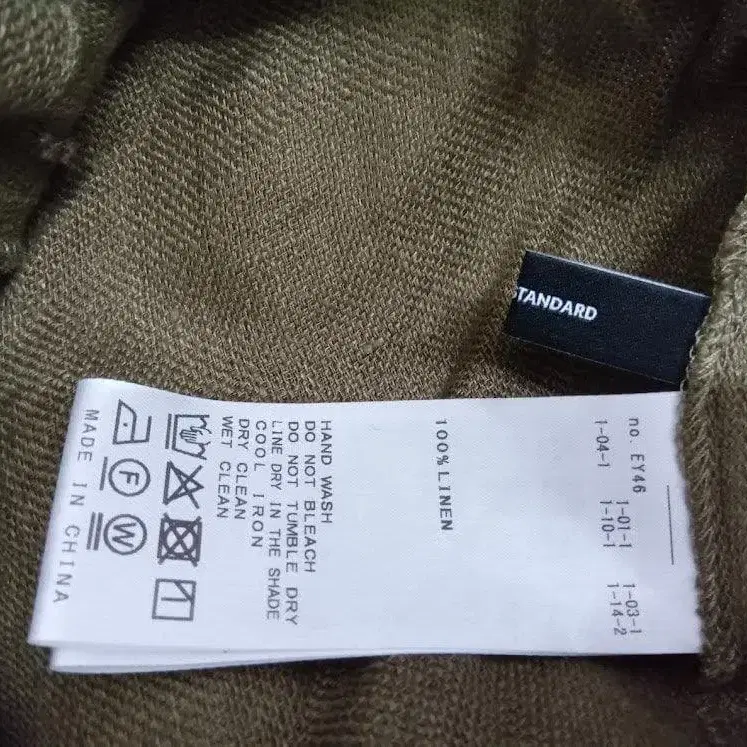 STANDARD
no. EY46 1-01-1 1-03-1
1-04-1 1-10-1 1-14-2
100%LINEN
HAND WASH
DO NOT BLEACH
DO NOT TUMBLE DRY
LINE DRY IN THE SHADE
COOL IRON
DRY CLEAN
WET CLEAN
F W
MADE IN CHINA